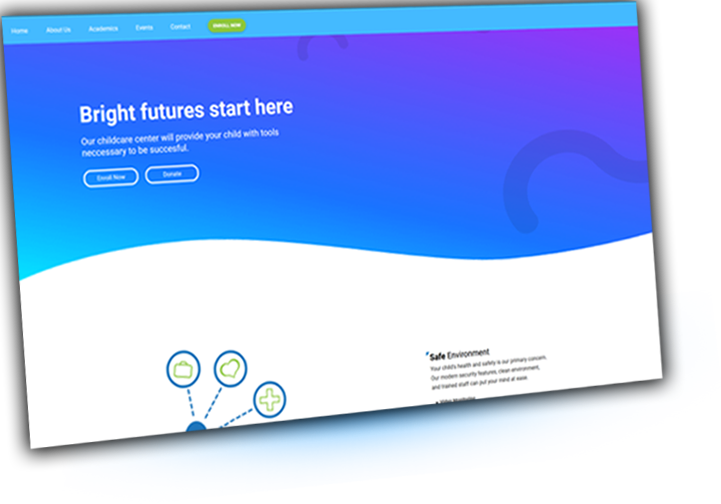 Home About Us Academics Events Contact ENROLL NOW
Bright futures start here
Our childcare center will provide your child with tools
neccessary to be succesful.
Enroll Now Donate
Safe Environment
Your child's health and safety is our primary concern.
Our modern security features, clean environment,
and trained staff can put your mind at ease.